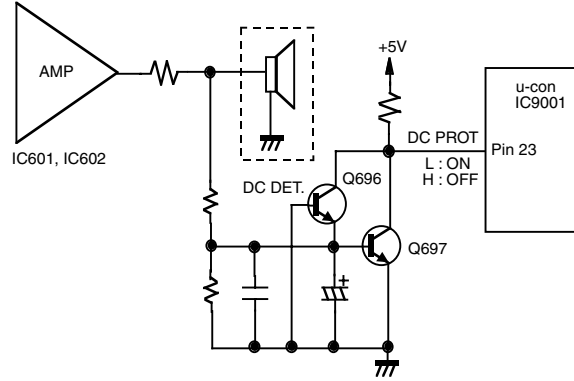 AMP
IC601, IC602
+5V
u-con
IC9001
DC PROT
Pin 23
L : ON
H : OFF
DC DET.
Q696
Q697
+